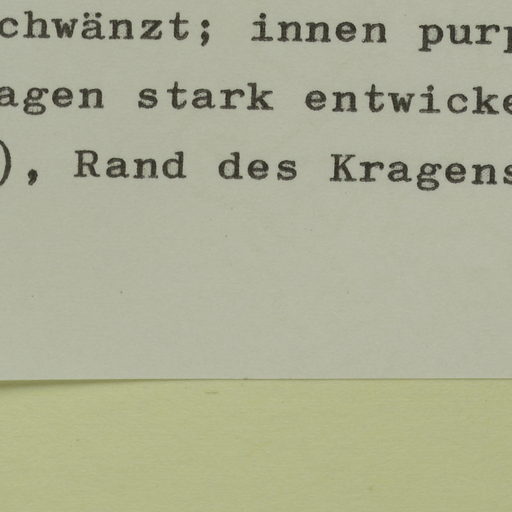 chwänzt; innen purp
agen stark entwicke
), Rand des Kragens